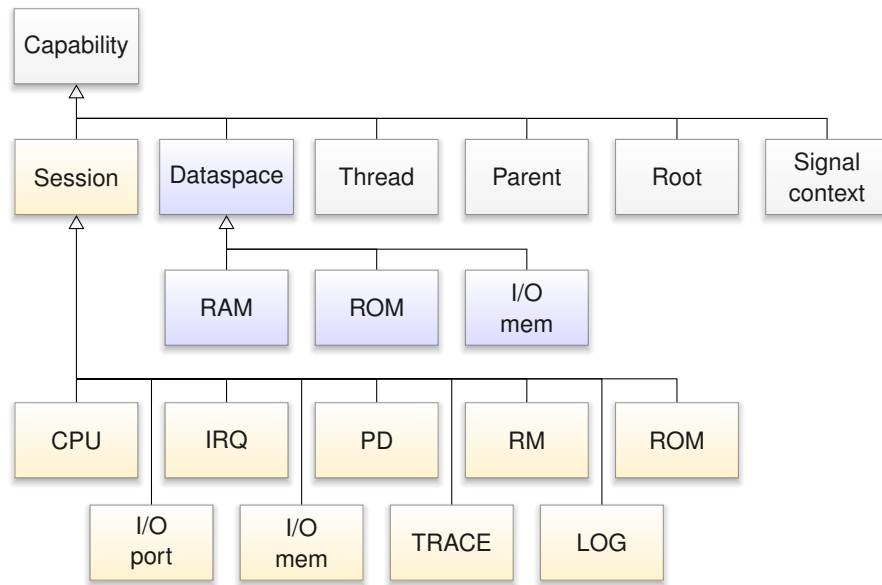 Capability
Session
Dataspace
Thread
Parent
Root
Signal
context
RAM
ROM
I/O
mem
CPU
IRQ
PD
RM
ROM
I/O
port
I/O
mem
TRACE
LOG